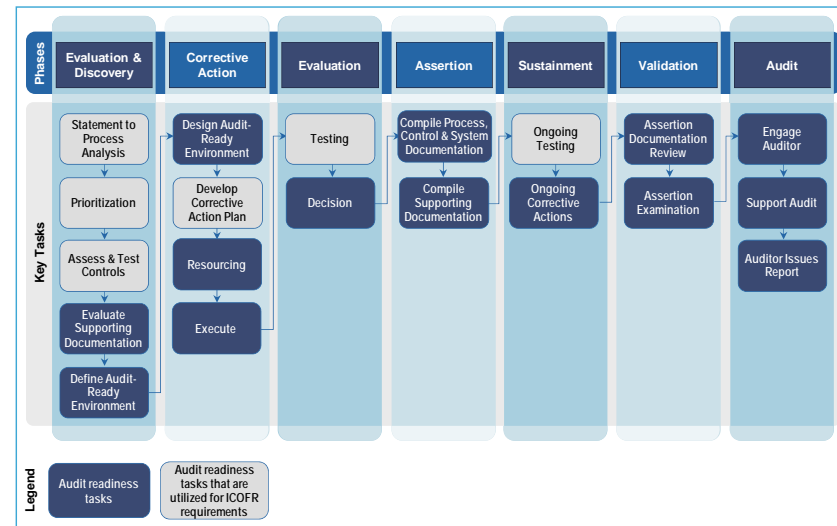 Phases
Evaluation &
Discovery
Corrective
Action
Evaluation
Assertion
Sustainment
Validation
Audit
Key Tasks
Statement to
Process
Analysis
Prioritization
Assess & Test
Controls
Evaluate
Supporting
Documentation
Define Audit-
Ready
Environment
Design Audit-
Ready
Environment
Develop
Corrective
Action Plan
Resourcing
Execute
Testing
Decision
Compile Process,
Control & System
Documentation
Compile
Supporting
Documentation
Ongoing
Testing
Ongoing
Corrective
Actions
Assertion
Documentation
Review
Assertion
Examination
Engage
Auditor
Support Audit
Auditor Issues
Report
Legend
Audit readiness
tasks
Audit readiness
tasks that are
utilized for ICOFR
requirements